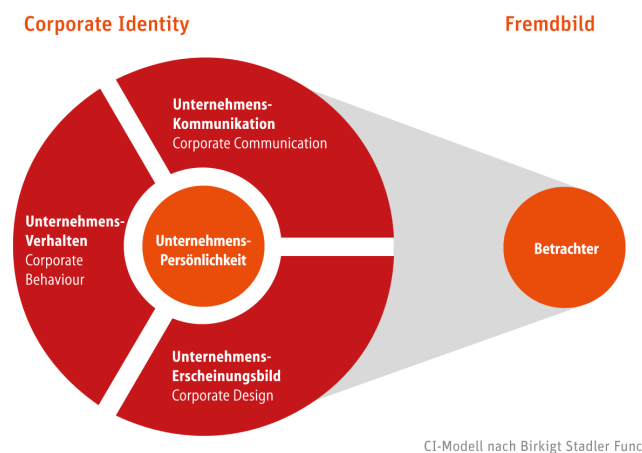 Corporate Identity
Fremdbild
Unternehmens-
Kommunikation
Corporate Communication
Unternehmens-
Verhalten
Corporate
Behaviour
Unternehmens-
Persönlichkeit
Betrachter
Unternehmens-
Erscheinungsbild
Corporate Design
CI-Modell nach Birkigt Stadler Func